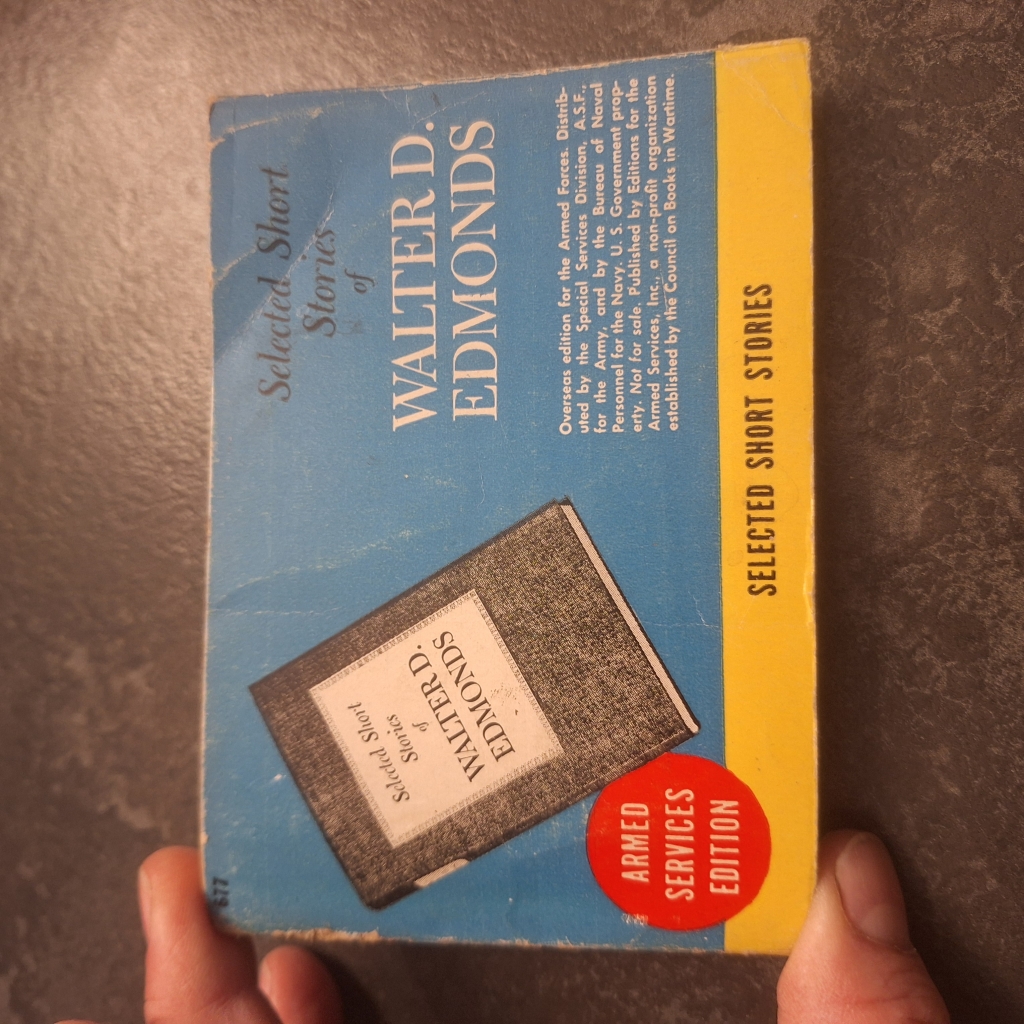 677
Selected Short
Stories
of
WALTER D.
EDMONDS
Overseas edition for the Armed Forces. Distrib-
uted by the Special Services Division, A.S.F.,
for the Army, and by the Bureau of Naval
Personnel for the Navy. U. S. Government prop-
erty. Not for sale. Published by Editions for the
Armed Services, Inc., a non-profit organization
established by the Council on Books in Wartime.
Selected Short
Stories
of
WALTER D.
EDMONDS
ARMED
SERVICES
EDITION
SELECTED SHORT STORIES